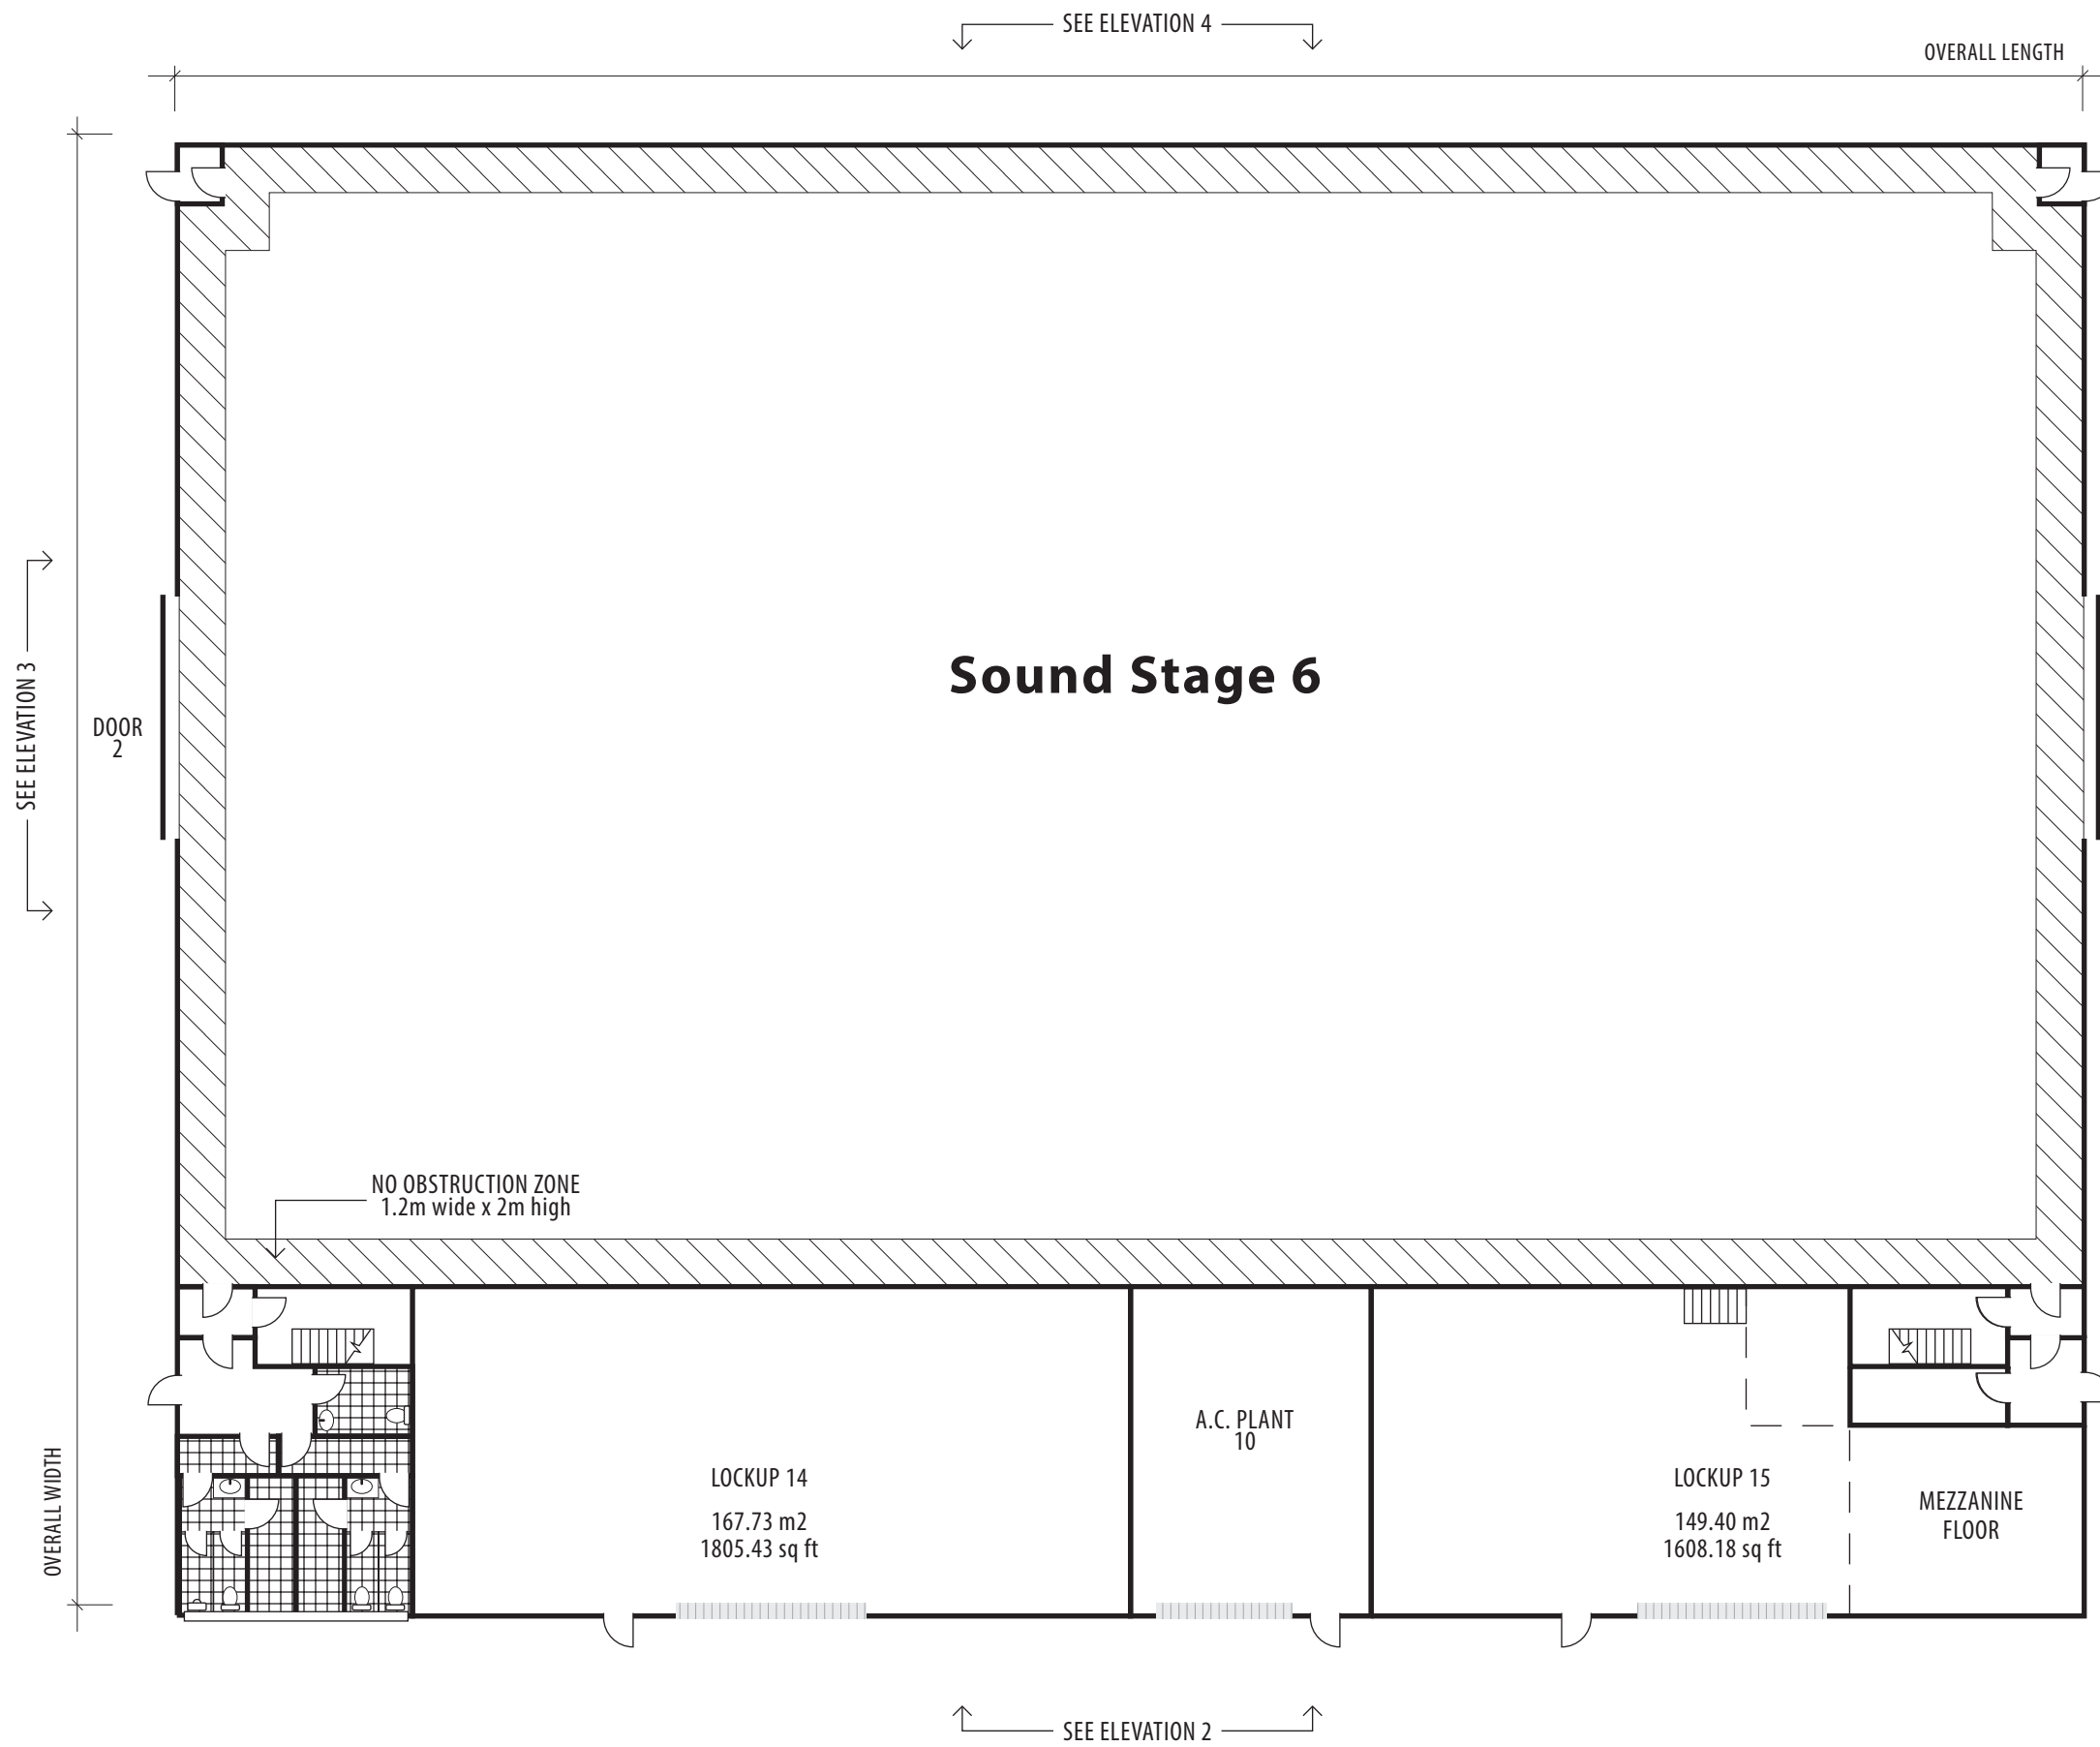 SEE ELEVATION 4
OVERALL LENGTH
Sound Stage 6
SEE ELEVATION 3
DOOR
2
NO OBSTRUCTION ZONE
1.2m wide x 2m high
A.C. PLANT
10
LOCKUP 14
167.73 m2
1805.43 sq ft
LOCKUP 15
149.40 m2
1608.18 sq ft
MEZZANINE
FLOOR
OVERALL WIDTH
SEE ELEVATION 2